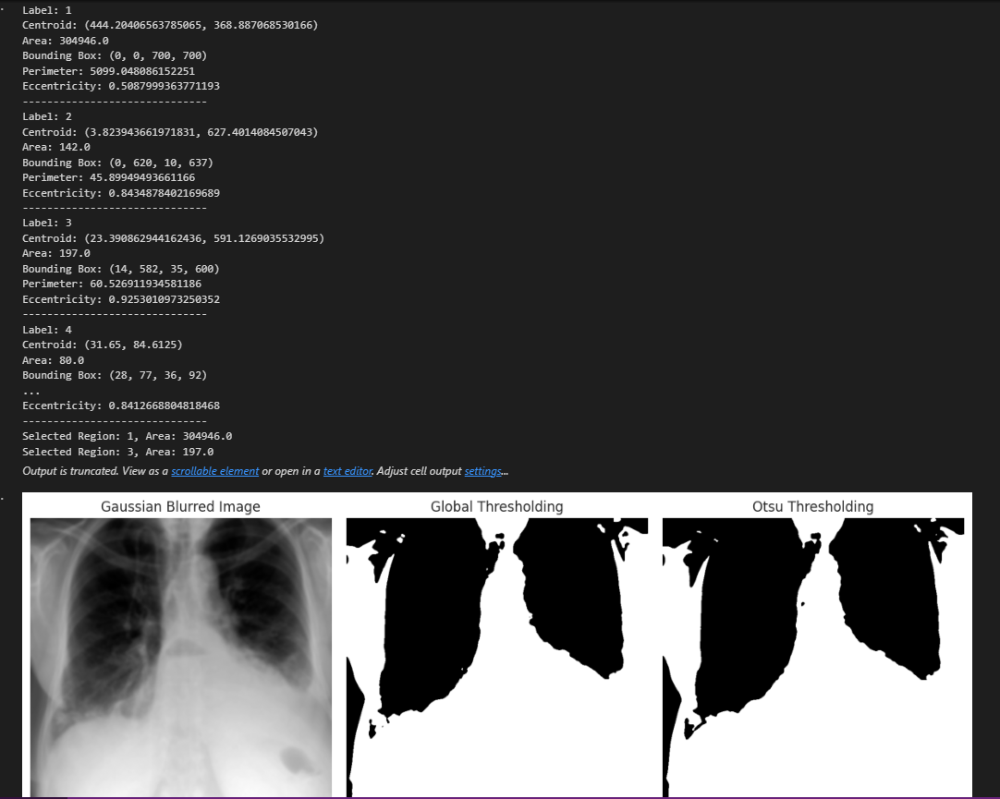 Label: 1
Centroid: (444.20406563785065, 368.887068530166)
Area: 304946.0
Bounding Box: (0, 0, 700, 700)
Perimeter: 5099.048086152251
Eccentricity: 0.5087999363771193
------------------------------
Label: 2
Centroid: (3.823943661971831, 627.4014084507043)
Area: 142.0
Bounding Box: (0, 620, 10, 637)
Perimeter: 45.89949493661166
Eccentricity: 0.8434878402169689
------------------------------
Label: 3
Centroid: (23.390862944162436, 591.1269035532995)
Area: 197.0
Bounding Box: (14, 582, 35, 600)
Perimeter: 60.526911934581186
Eccentricity: 0.9253010973250352
------------------------------
Label: 4
Centroid: (31.65, 84.6125)
Area: 80.0
Bounding Box: (28, 77, 36, 92)
...
Eccentricity: 0.8412668804818468
------------------------------
Selected Region: 1, Area: 304946.0
Selected Region: 3, Area: 197.0
Output is truncated. View as a scrollable element or open in a text editor. Adjust cell output settings...
Gaussian Blurred Image
Global Thresholding
Otsu Thresholding